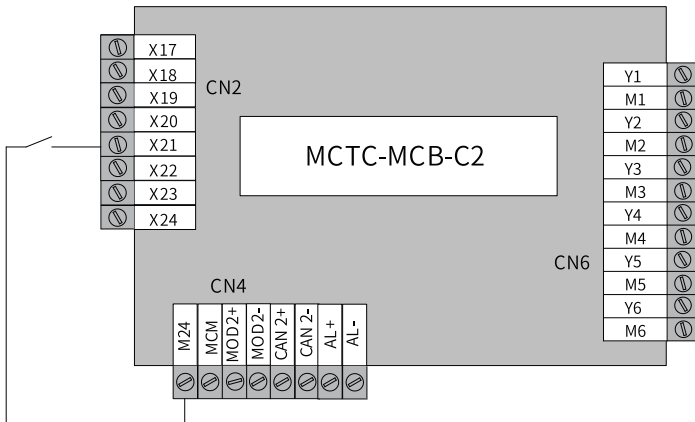 X17
X18
X19
X20
X21
X22
X23
X24
CN2
MCTC-MCB-C2
Y1
M1
Y2
M2
Y3
M3
Y4
M4
Y5
M5
Y6
M6
CN6
CN4
M24
MCM
MOD2+
MOD2-
CAN 2+
CAN 2-
AL+
AL-